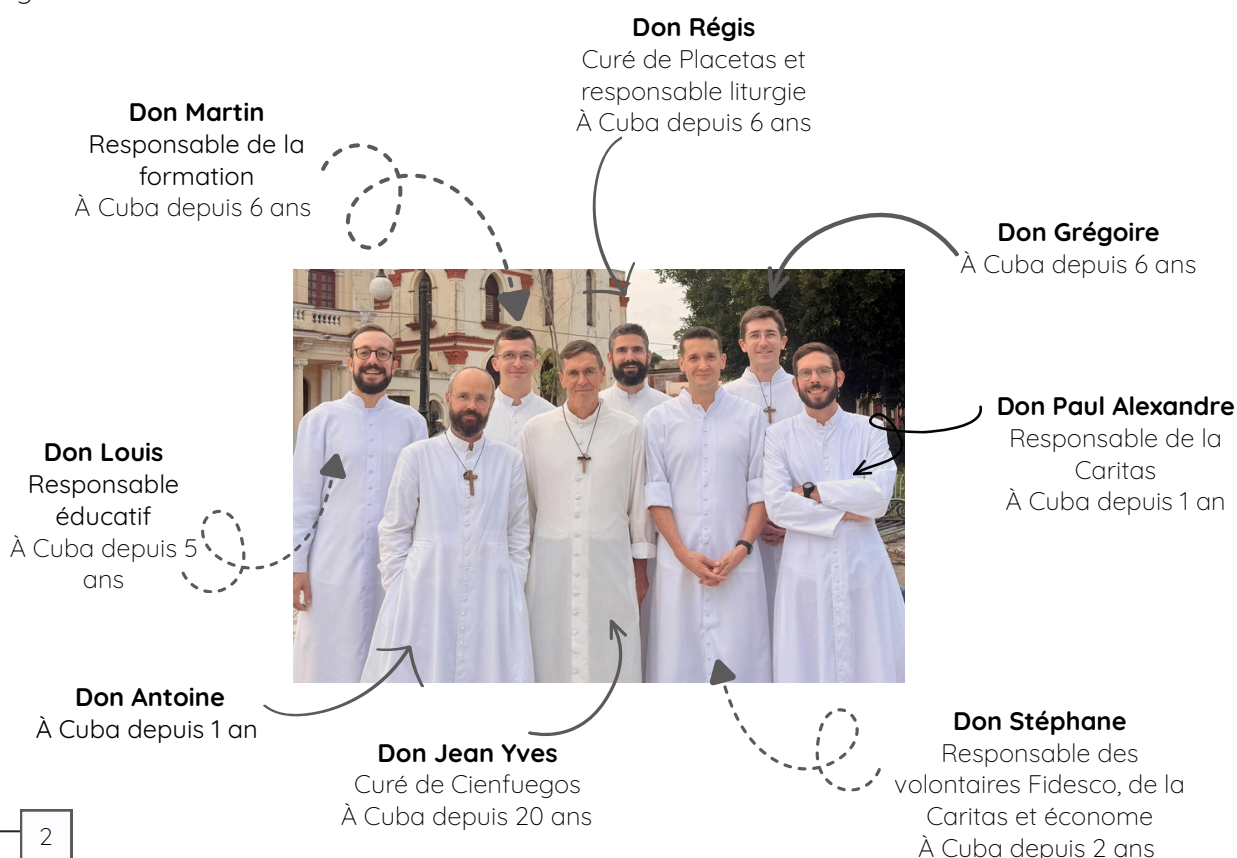 Don Régis
Curé de Placetas et
responsable liturgie
À Cuba depuis 6 ans
Don Martin
Responsable de la
formation
À Cuba depuis 6 ans
Don Grégoire
À Cuba depuis 6 ans
Don Paul Alexandre
Responsable de la
Caritas
À Cuba depuis 1 an
Don Louis
Responsable
éducatif
À Cuba depuis 5
ans
Don Antoine
À Cuba depuis 1 an
Don Jean Yves
Curé de Cienfuegos
À Cuba depuis 20 ans
Don Stéphane
Responsable des
volontaires Fidesco, de la
Caritas et économe
À Cuba depuis 2 ans
2